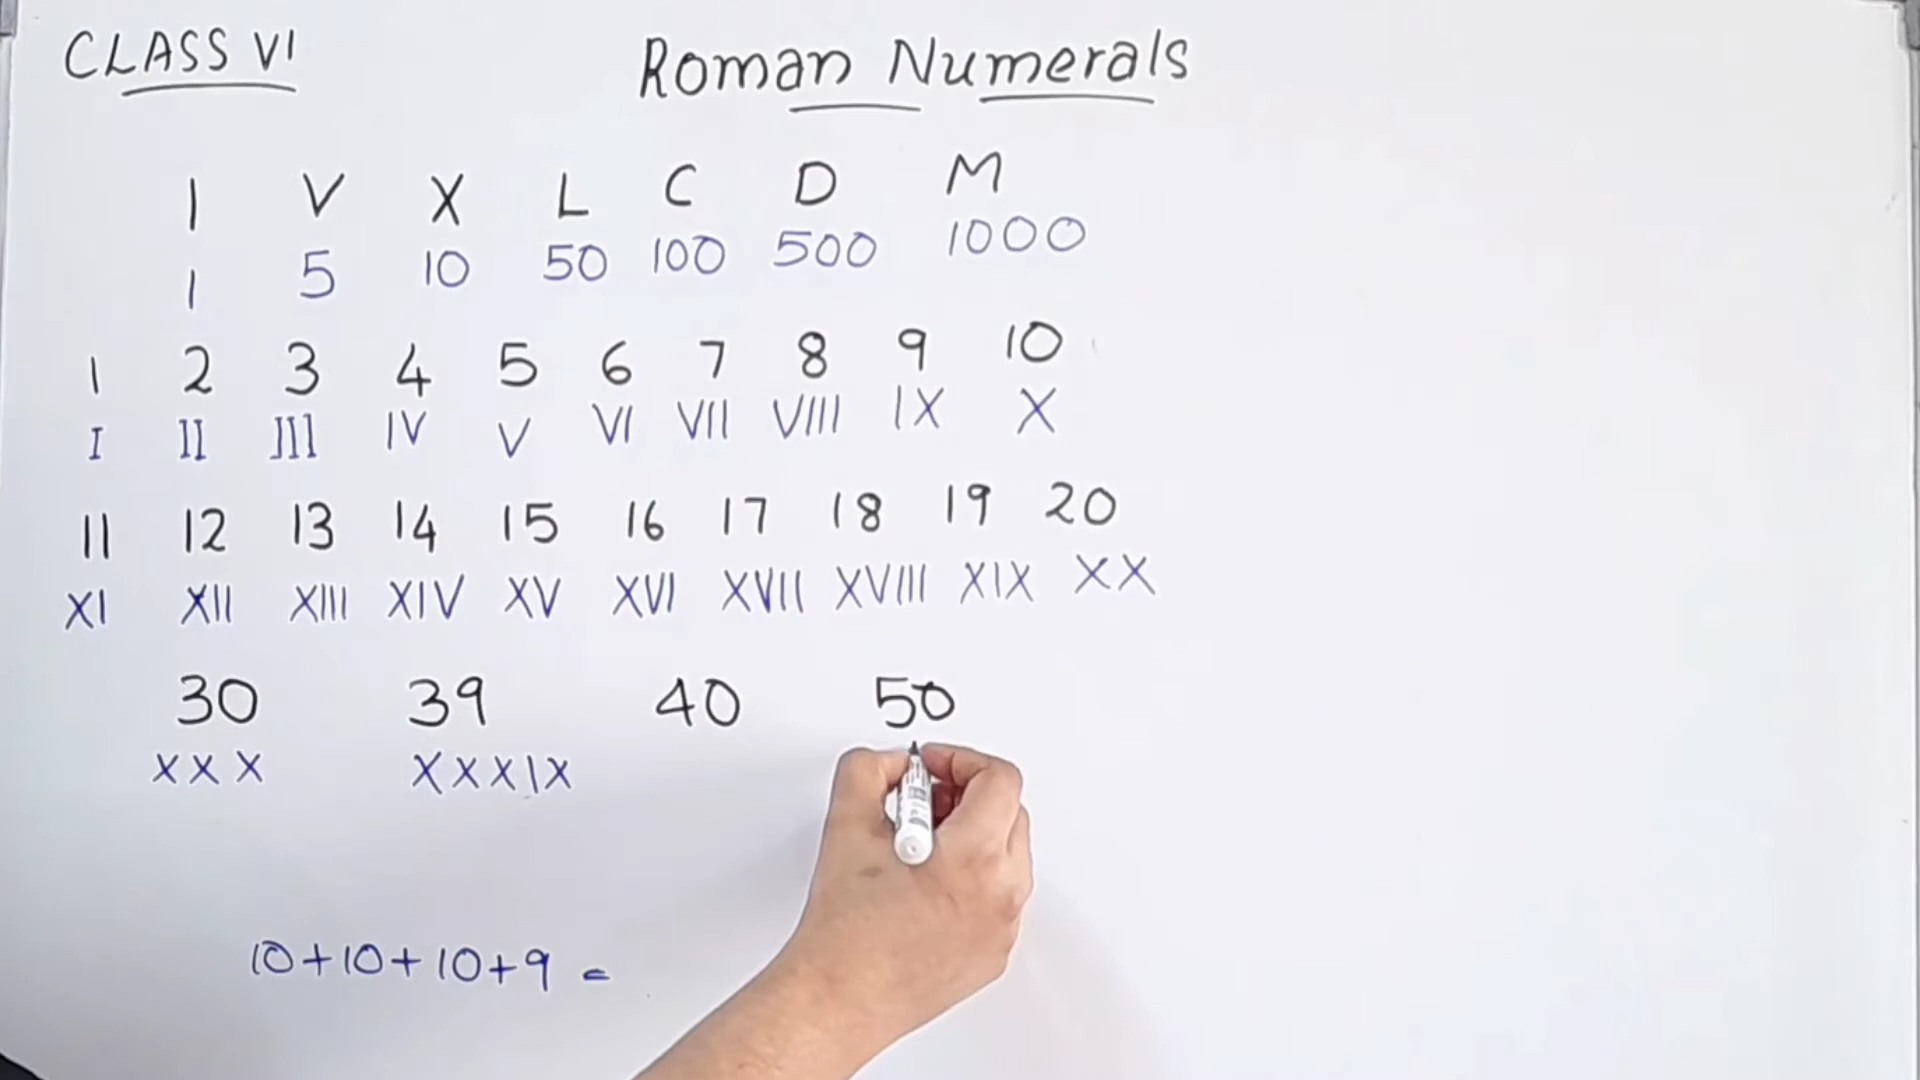 CLASS VI Roman Numerals
I V X L C D M
1 5 10 50 100 500 1000
1 2 3 4 5 6 7 8 9 10
I II III IV V VI VII VIII IX X
11 12 13 14 15 16 17 18 19 20
XI XII XIII XIV XV XVI XVII XVIII XIX XX
30 39 40 50
XXX XXXIX
10+10+10+9 =